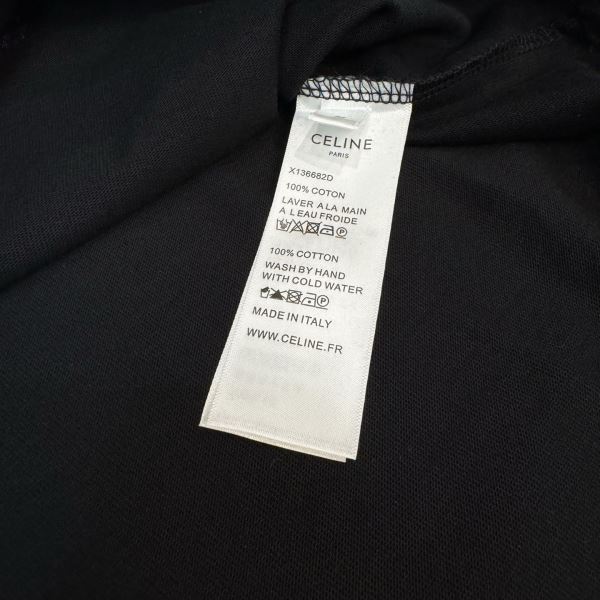 CELINE
PARIS
X136682D
100% COTON
LAVER A LA MAIN
A L'EAU FROIDE
100% COTTON
WASH BY HAND
WITH COLD WATER
MADE IN ITALY
WWW.CELINE.FR